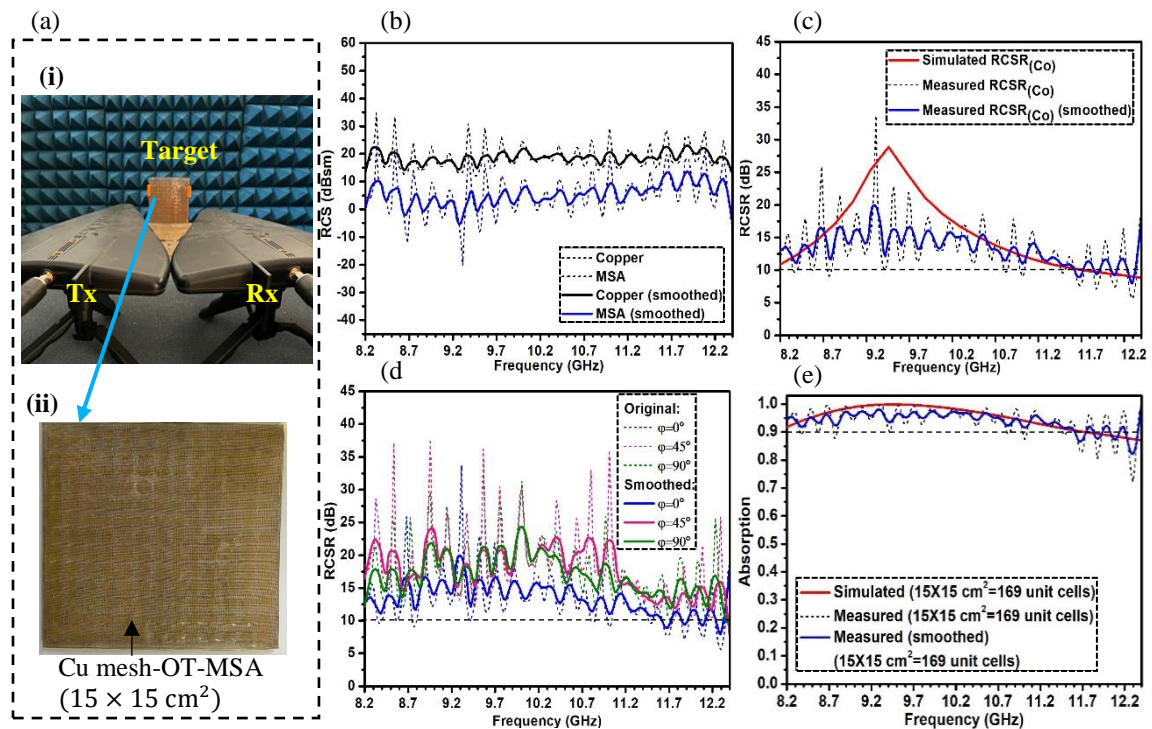 (a)
(i)
Target
Tx
Rx
(ii)
Cu mesh-OT-MSA
(15 × 15 cm²)
(b)
60
50
40
30
20
10
0
-10
-20
-30
-40
RCS (dBsm)
Copper
MSA
Copper (smoothed)
MSA (smoothed)
8.2 8.7 9.2 9.7 10.2 10.7 11.2 11.7 12.2
Frequency (GHz)
(c)
45
40
35
30
25
20
15
10
5
0
RCSR (dB)
Simulated RCSR(Co)
Measured RCSR(Co)
Measured RCSR(Co) (smoothed)
8.2 8.7 9.2 9.7 10.2 10.7 11.2 11.7 12.2
Frequency (GHz)
(d)
45
40
35
30
25
20
15
10
5
0
RCSR (dB)
Original:
φ=0°
φ=45°
φ=90°
Smoothed:
φ=0°
φ=45°
φ=90°
8.2 8.7 9.2 9.7 10.2 10.7 11.2 11.7 12.2
Frequency (GHz)
(e)
1.0
0.9
0.8
0.7
0.6
0.5
0.4
0.3
0.2
0.1
0.0
Absorption
Simulated (15X15 cm²=169 unit cells)
Measured (15X15 cm²=169 unit cells)
Measured (smoothed)
(15X15 cm²=169 unit cells)
8.2 8.7 9.2 9.7 10.2 10.7 11.2 11.7 12.2
Frequency (GHz)